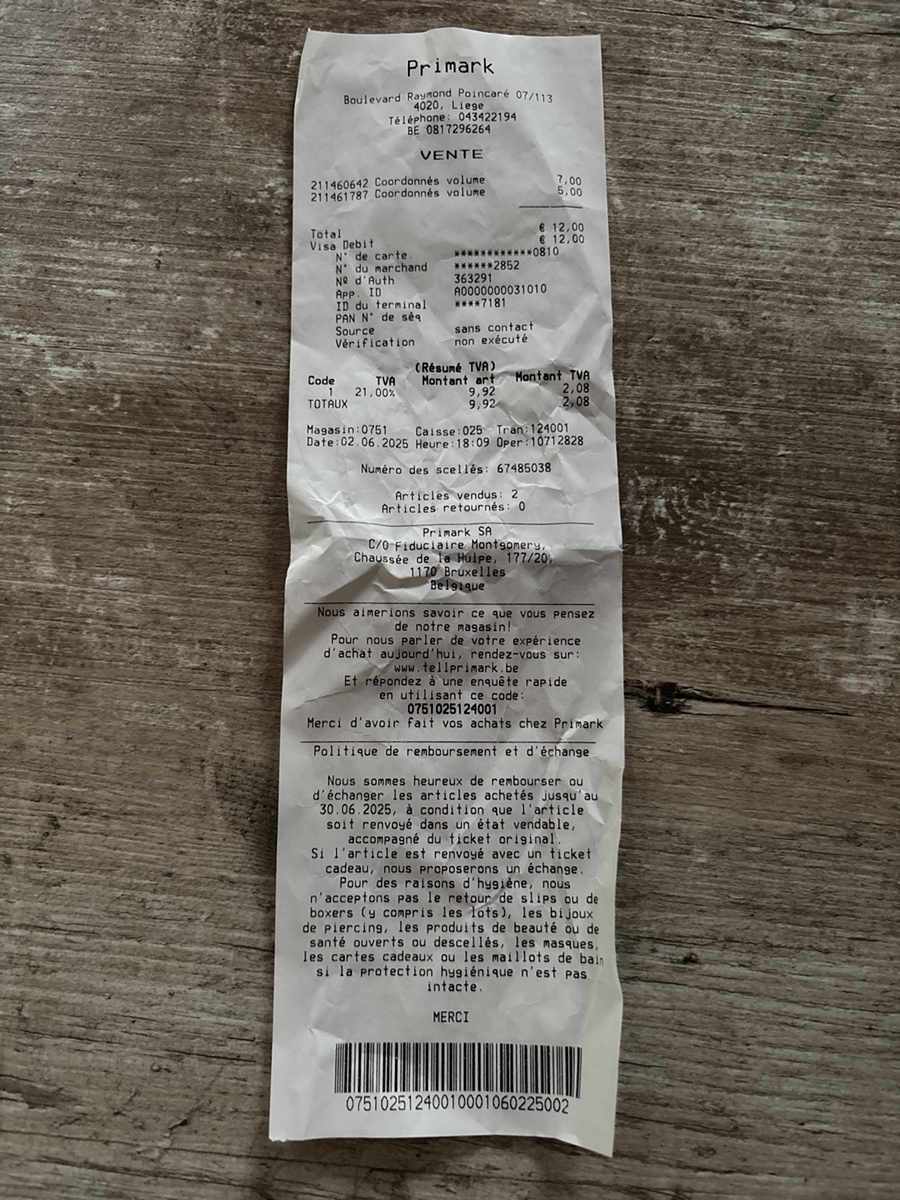 Primark
Boulevard Raymond Poincaré 07/113
4020, Liege
Téléphone: 043422194
BE 0817296264
VENTE
211460642 Coordonnés volume 7,00
211461787 Coordonnés volume 5,00
Total € 12,00
Visa Debit € 12,00
N° de carte. ************0810
N° du marchand ******2852
Nº d'Auth 363291
App. ID A0000000031010
ID du terminal ****7181
PAN N° de séq
Source sans contact
Vérification non exécuté
(Résumé TVA)
Code TVA Montant art Montant TVA
1 21,00% 9,92 2,08
TOTAUX 9,92 2,08
Magasin:0751 Caisse:025 Tran:124001
Date:02.06.2025 Heure:18:09 Oper:10712828
Numéro des scellés: 67485038
Articles vendus: 2
Articles retournés: 0
Primark SA
C/O Fiduciaire Montgomery,
Chaussée de la Hulpe, 177/20,
1170 Bruxelles
Belgique
Nous aimerions savoir ce que vous pensez
de notre magasin!
Pour nous parler de votre expérience
d'achat aujourd'hui, rendez-vous sur:
www.tellprimark.be
Et répondez à une enquête rapide
en utilisant ce code:
0751025124001
Merci d'avoir fait vos achats chez Primark
Politique de remboursement et d'échange
Nous sommes heureux de rembourser ou
d'échanger les articles achetés jusqu'au
30.06.2025, à condition que l'article
soit renvoyé dans un état vendable,
accompagné du ticket original.
Si l'article est renvoyé avec un ticket
cadeau, nous proposerons un échange.
Pour des raisons d'hygiène, nous
n'acceptons pas le retour de slips ou de
boxers (y compris les lots), les bijoux
de piercing, les produits de beauté ou de
santé ouverts ou descellés, les masques,
les cartes cadeaux ou les maillots de bain
si la protection hygiénique n'est pas
intacte.
MERCI
07510251240010001060225002